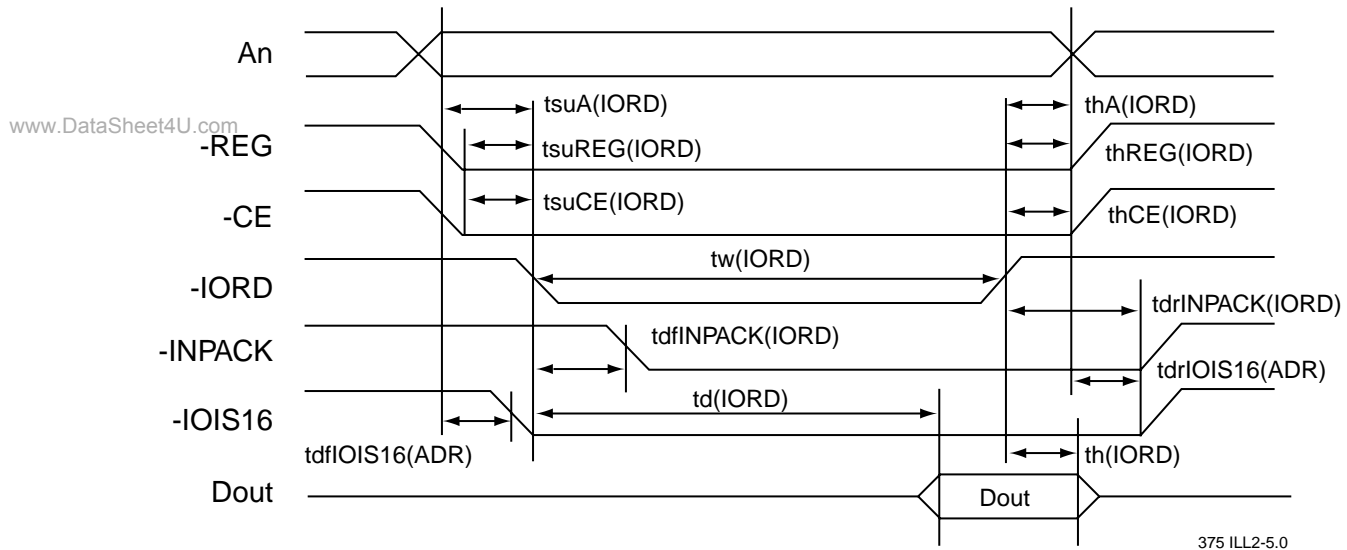 An
tsuA(IORD)
thA(IORD)
www.DataSheet4U.com
-REG
tsuREG(IORD)
thREG(IORD)
-CE
tsuCE(IORD)
thCE(IORD)
tw(IORD)
-IORD
tdrINPACK(IORD)
tdfINPACK(IORD)
-INPACK
tdrIOIS16(ADR)
td(IORD)
-IOIS16
tdfIOIS16(ADR)
th(IORD)
Dout
Dout
375 ILL2-5.0